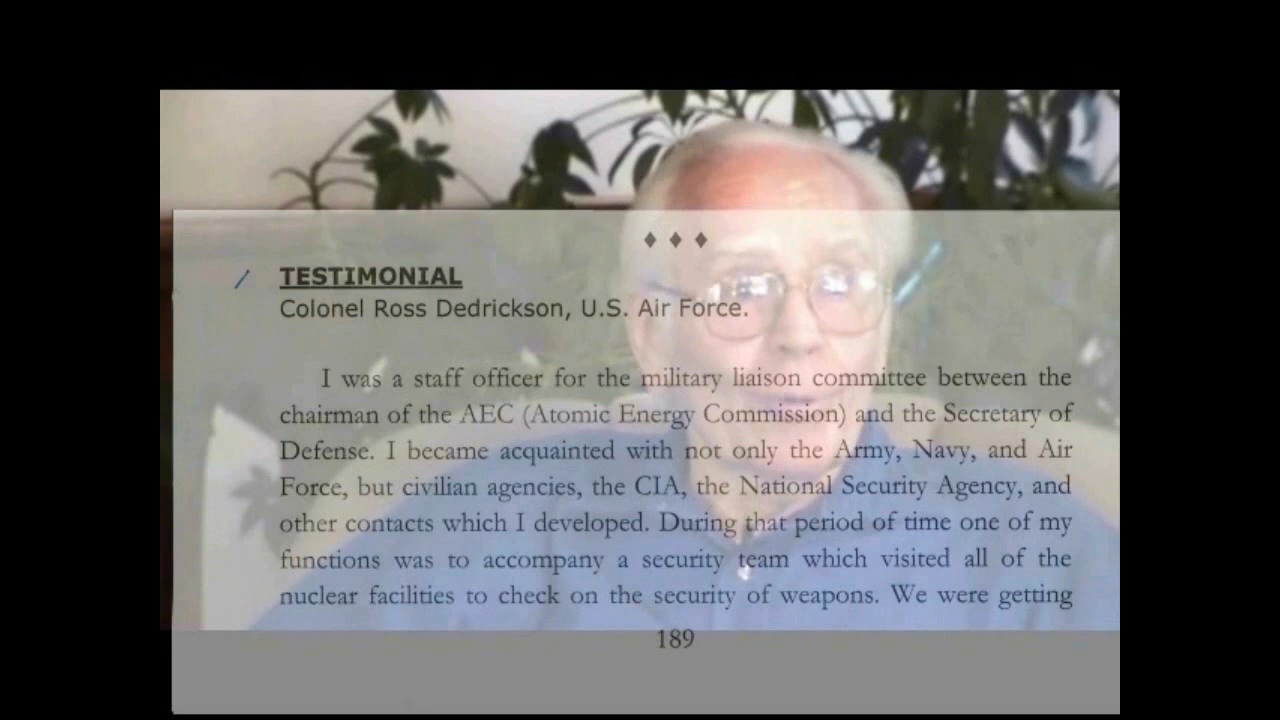 TESTIMONIAL
Colonel Ross Dedrickson, U.S. Air Force.
I was a staff officer for the military liaison committee between the
chairman of the AEC (Atomic Energy Commission) and the Secretary of
Defense. I became acquainted with not only the Army, Navy, and Air
Force, but civilian agencies, the CIA, the National Security Agency, and
other contacts which I developed. During that period of time one of my
functions was to accompany a security team which visited all of the
nuclear facilities to check on the security of weapons. We were getting
189